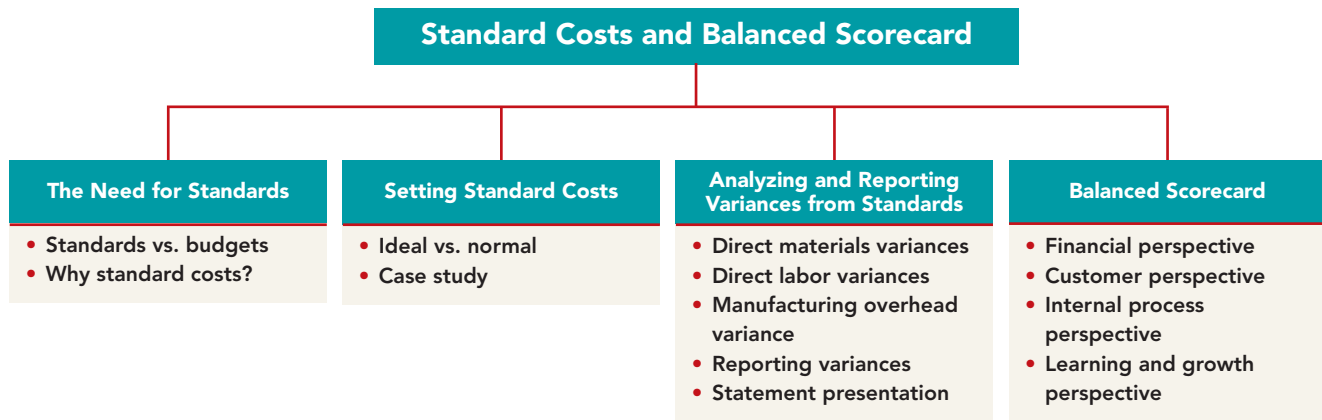 Standard Costs and Balanced Scorecard
The Need for Standards
• Standards vs. budgets
• Why standard costs?
Setting Standard Costs
• Ideal vs. normal
• Case study
Analyzing and Reporting
Variances from Standards
• Direct materials variances
• Direct labor variances
• Manufacturing overhead
variance
• Reporting variances
• Statement presentation
Balanced Scorecard
• Financial perspective
• Customer perspective
• Internal process
perspective
• Learning and growth
perspective